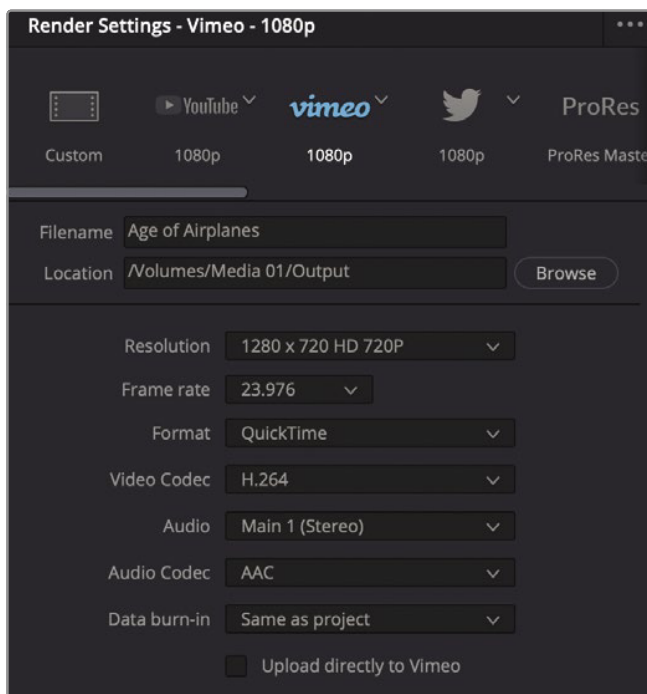 Render Settings - Vimeo - 1080p
YouTube vimeo ProRes
Custom 1080p 1080p 1080p ProRes Maste
Filename Age of Airplanes
Location /Volumes/Media 01/Output Browse
Resolution 1280 x 720 HD 720P
Frame rate 23.976
Format QuickTime
Video Codec H.264
Audio Main 1 (Stereo)
Audio Codec AAC
Data burn-in Same as project
Upload directly to Vimeo